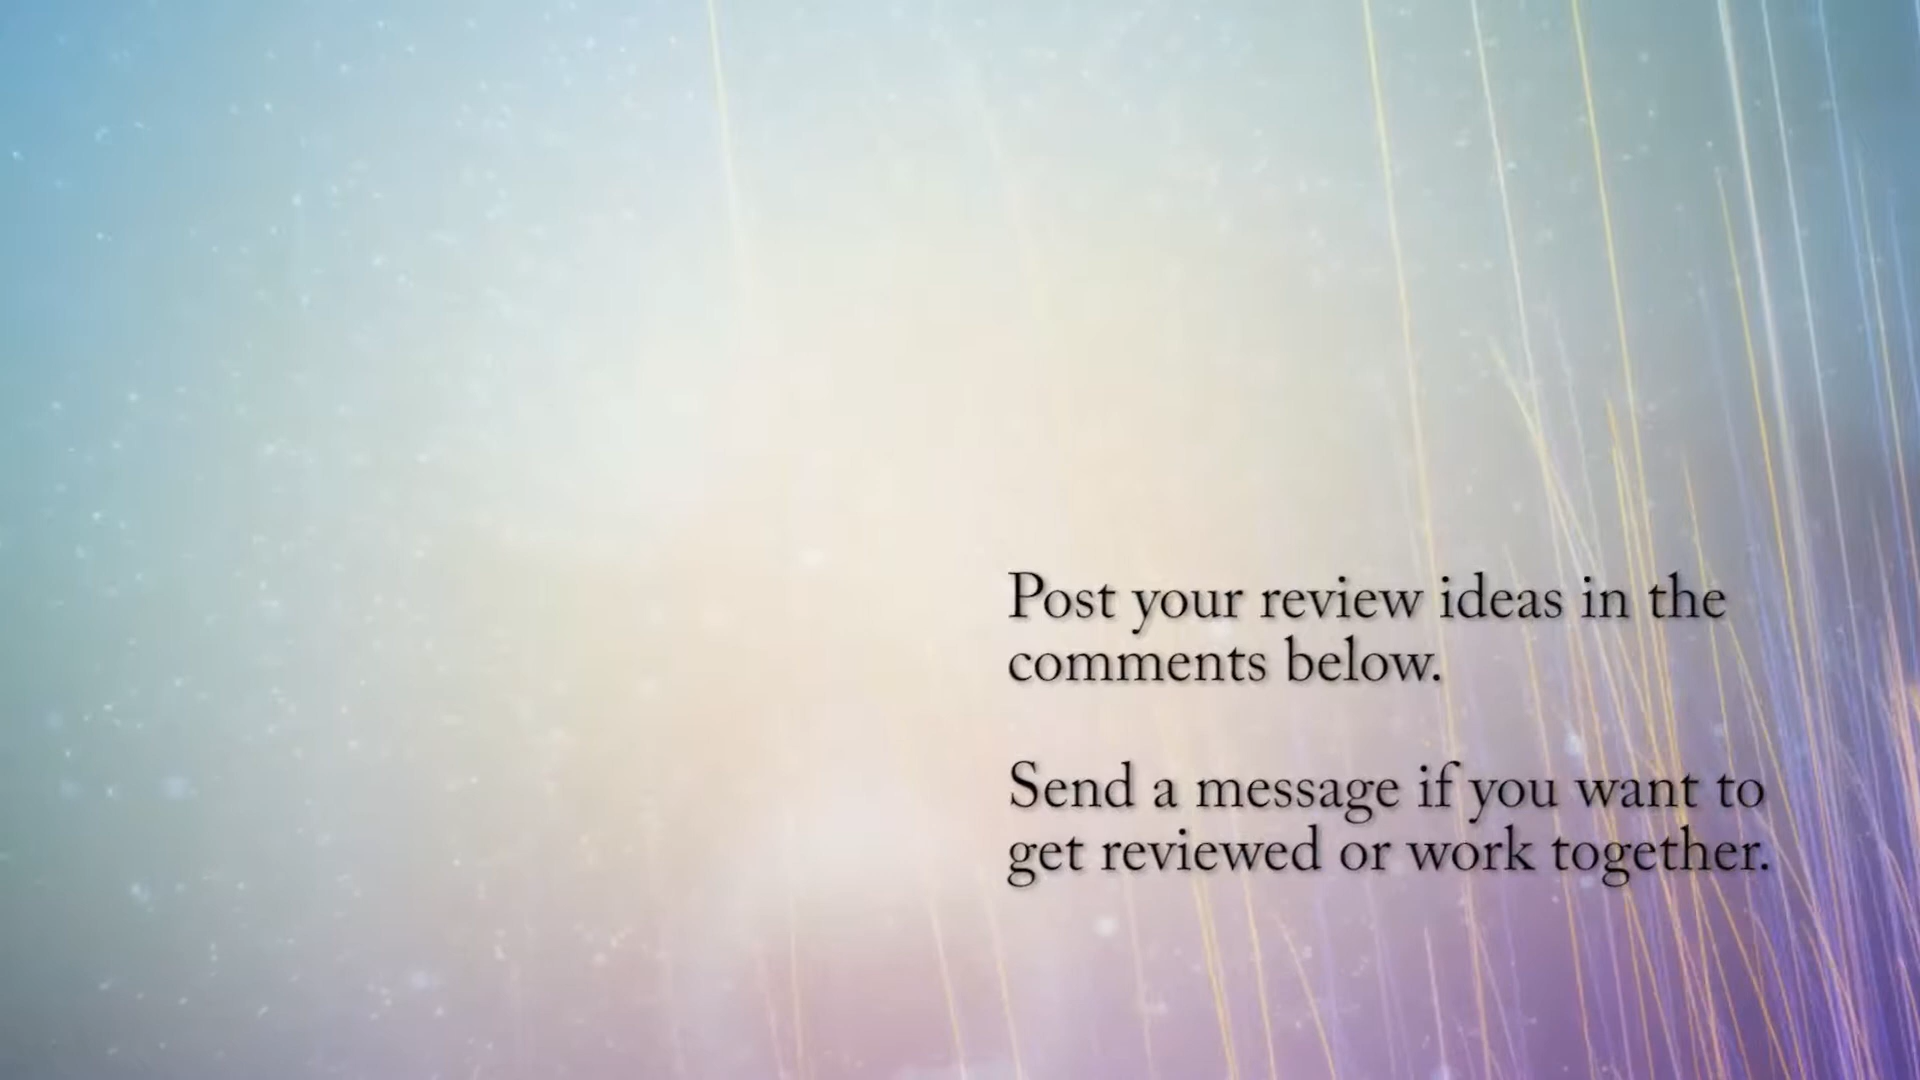 Post your review ideas in the
comments below.
Send a message if you want to
get reviewed or work together.